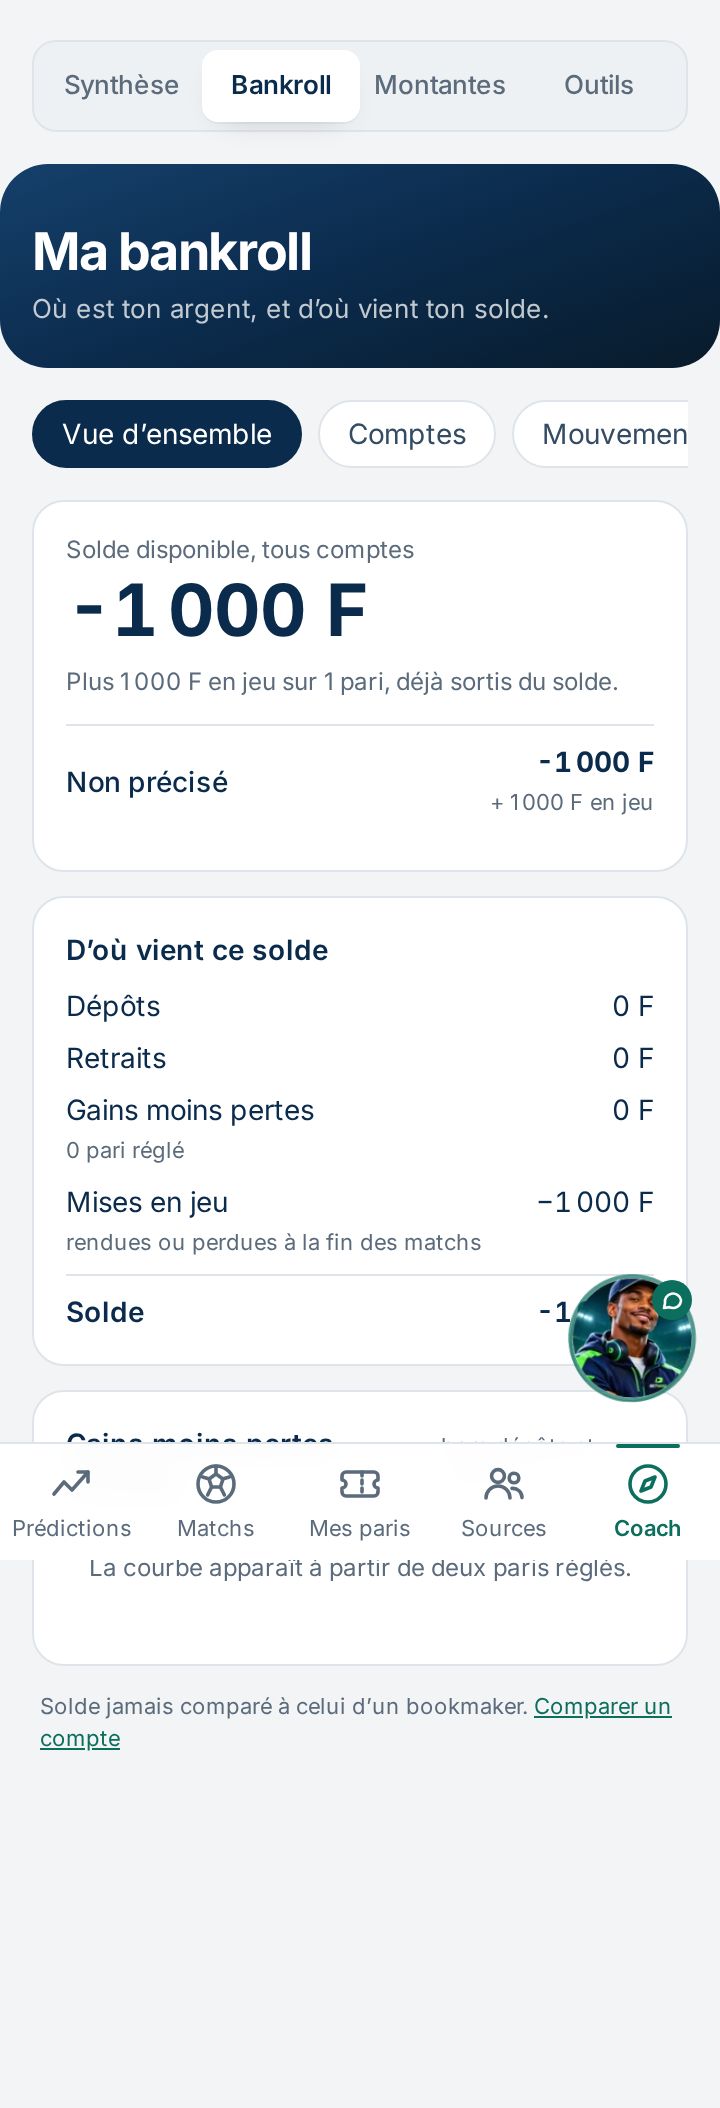 Synthèse Bankroll Montantes Outils
Ma bankroll
Où est ton argent, et d’où vient ton solde.
Vue d’ensemble Comptes Mouvemen
Solde disponible, tous comptes
-1 000 F
Plus 1 000 F en jeu sur 1 pari, déjà sortis du solde.
Non précisé -1 000 F
+ 1 000 F en jeu
D’où vient ce solde
Dépôts 0 F
Retraits 0 F
Gains moins pertes 0 F
0 pari réglé
Mises en jeu −1 000 F
rendues ou perdues à la fin des matchs
Solde -1
Gains moins pertes
Prédictions Matchs Mes paris Sources Coach
La courbe apparaît à partir de deux paris réglés.
Solde jamais comparé à celui d’un bookmaker. Comparer un
compte